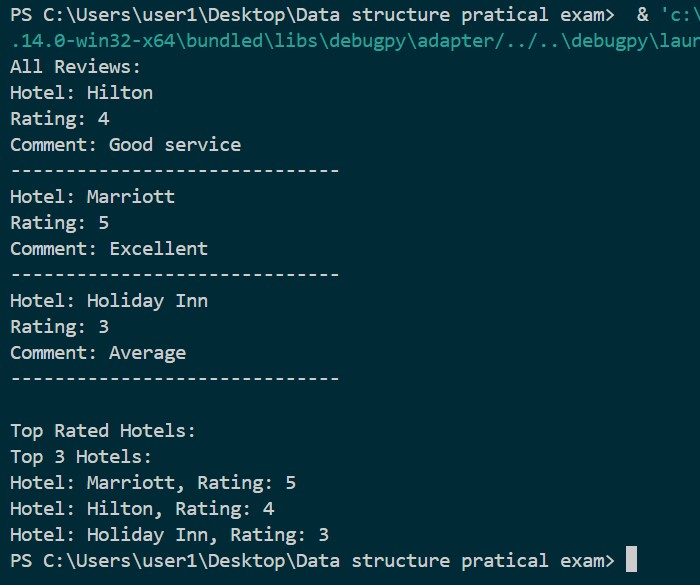 PS C:\Users\user1\Desktop\Data structure pratical exam>  & 'c:\
.14.0-win32-x64\bundled\libs\debugpy\adapter/../..\debugpy\laun
All Reviews:
Hotel: Hilton
Rating: 4
Comment: Good service
------------------------------
Hotel: Marriott
Rating: 5
Comment: Excellent
------------------------------
Hotel: Holiday Inn
Rating: 3
Comment: Average
------------------------------
Top Rated Hotels:
Top 3 Hotels:
Hotel: Marriott, Rating: 5
Hotel: Hilton, Rating: 4
Hotel: Holiday Inn, Rating: 3
PS C:\Users\user1\Desktop\Data structure pratical exam>